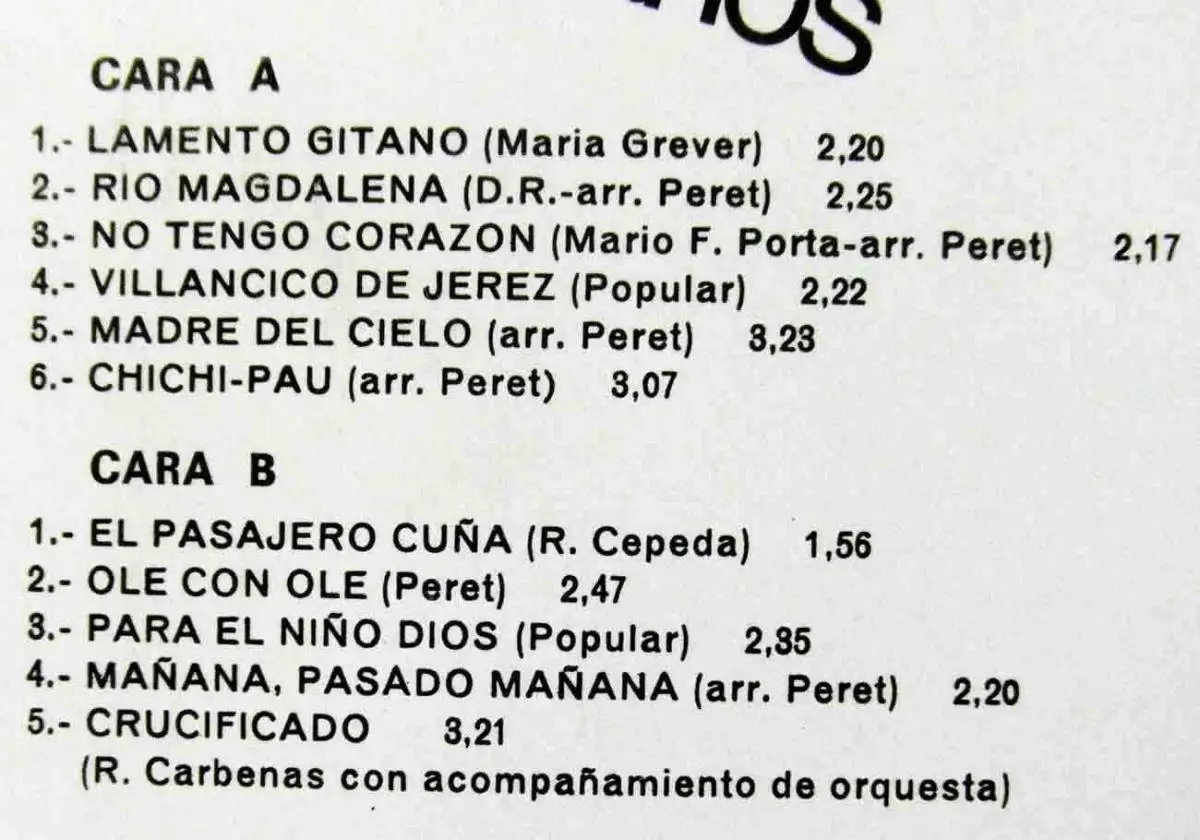 CARA A
1.- LAMENTO GITANO (Maria Grever) 2,20
2.- RIO MAGDALENA (D.R.-arr. Peret) 2,25
3.- NO TENGO CORAZON (Mario F. Porta-arr. Peret) 2,17
4.- VILLANCICO DE JEREZ (Popular) 2,22
5.- MADRE DEL CIELO (arr. Peret) 3,23
6.- CHICHI-PAU (arr. Peret) 3,07
CARA B
1.- EL PASAJERO CUÑA (R. Cepeda) 1,56
2.- OLE CON OLE (Peret) 2,47
3.- PARA EL NIÑO DIOS (Popular) 2,35
4.- MAÑANA, PASADO MAÑANA (arr. Peret) 2,20
5.- CRUCIFICADO 3,21
(R. Carbenas con acompañamiento de orquesta)